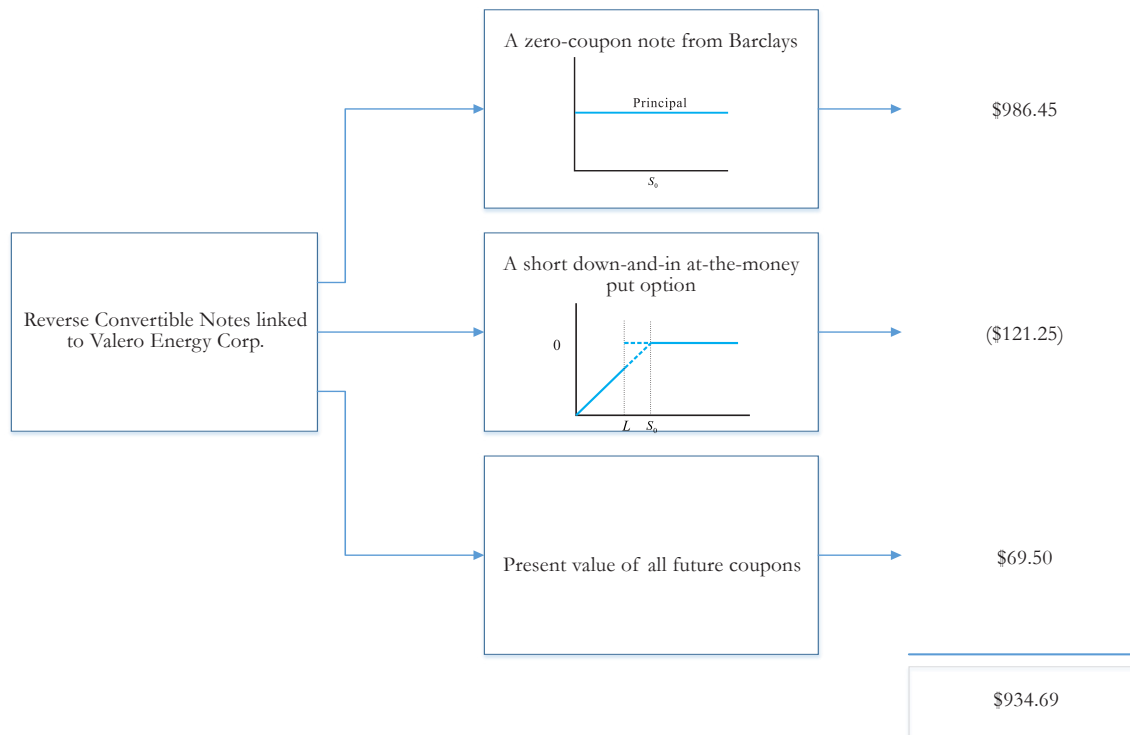 A zero-coupon note from Barclays
Principal
S₀
$986.45
Reverse Convertible Notes linked
to Valero Energy Corp.
A short down-and-in at-the-money
put option
0
L S₀
($121.25)
Present value of all future coupons
$69.50
$934.69